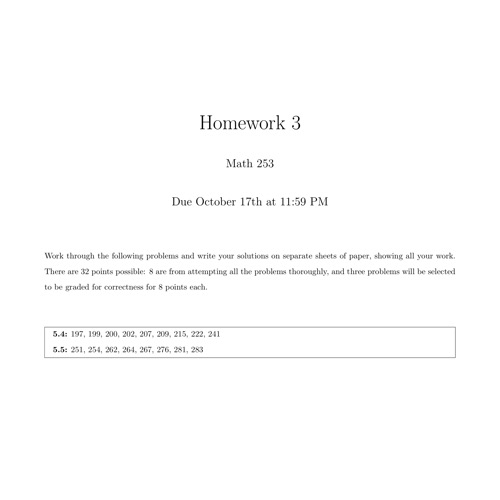 Homework 3
Math 253
Due October 17th at 11:59 PM
Work through the following problems and write your solutions on separate sheets of paper, showing all your work.
There are 32 points possible: 8 are from attempting all the problems thoroughly, and three problems will be selected
to be graded for correctness for 8 points each.
5.4: 197, 199, 200, 202, 207, 209, 215, 222, 241
5.5: 251, 254, 262, 264, 267, 276, 281, 283